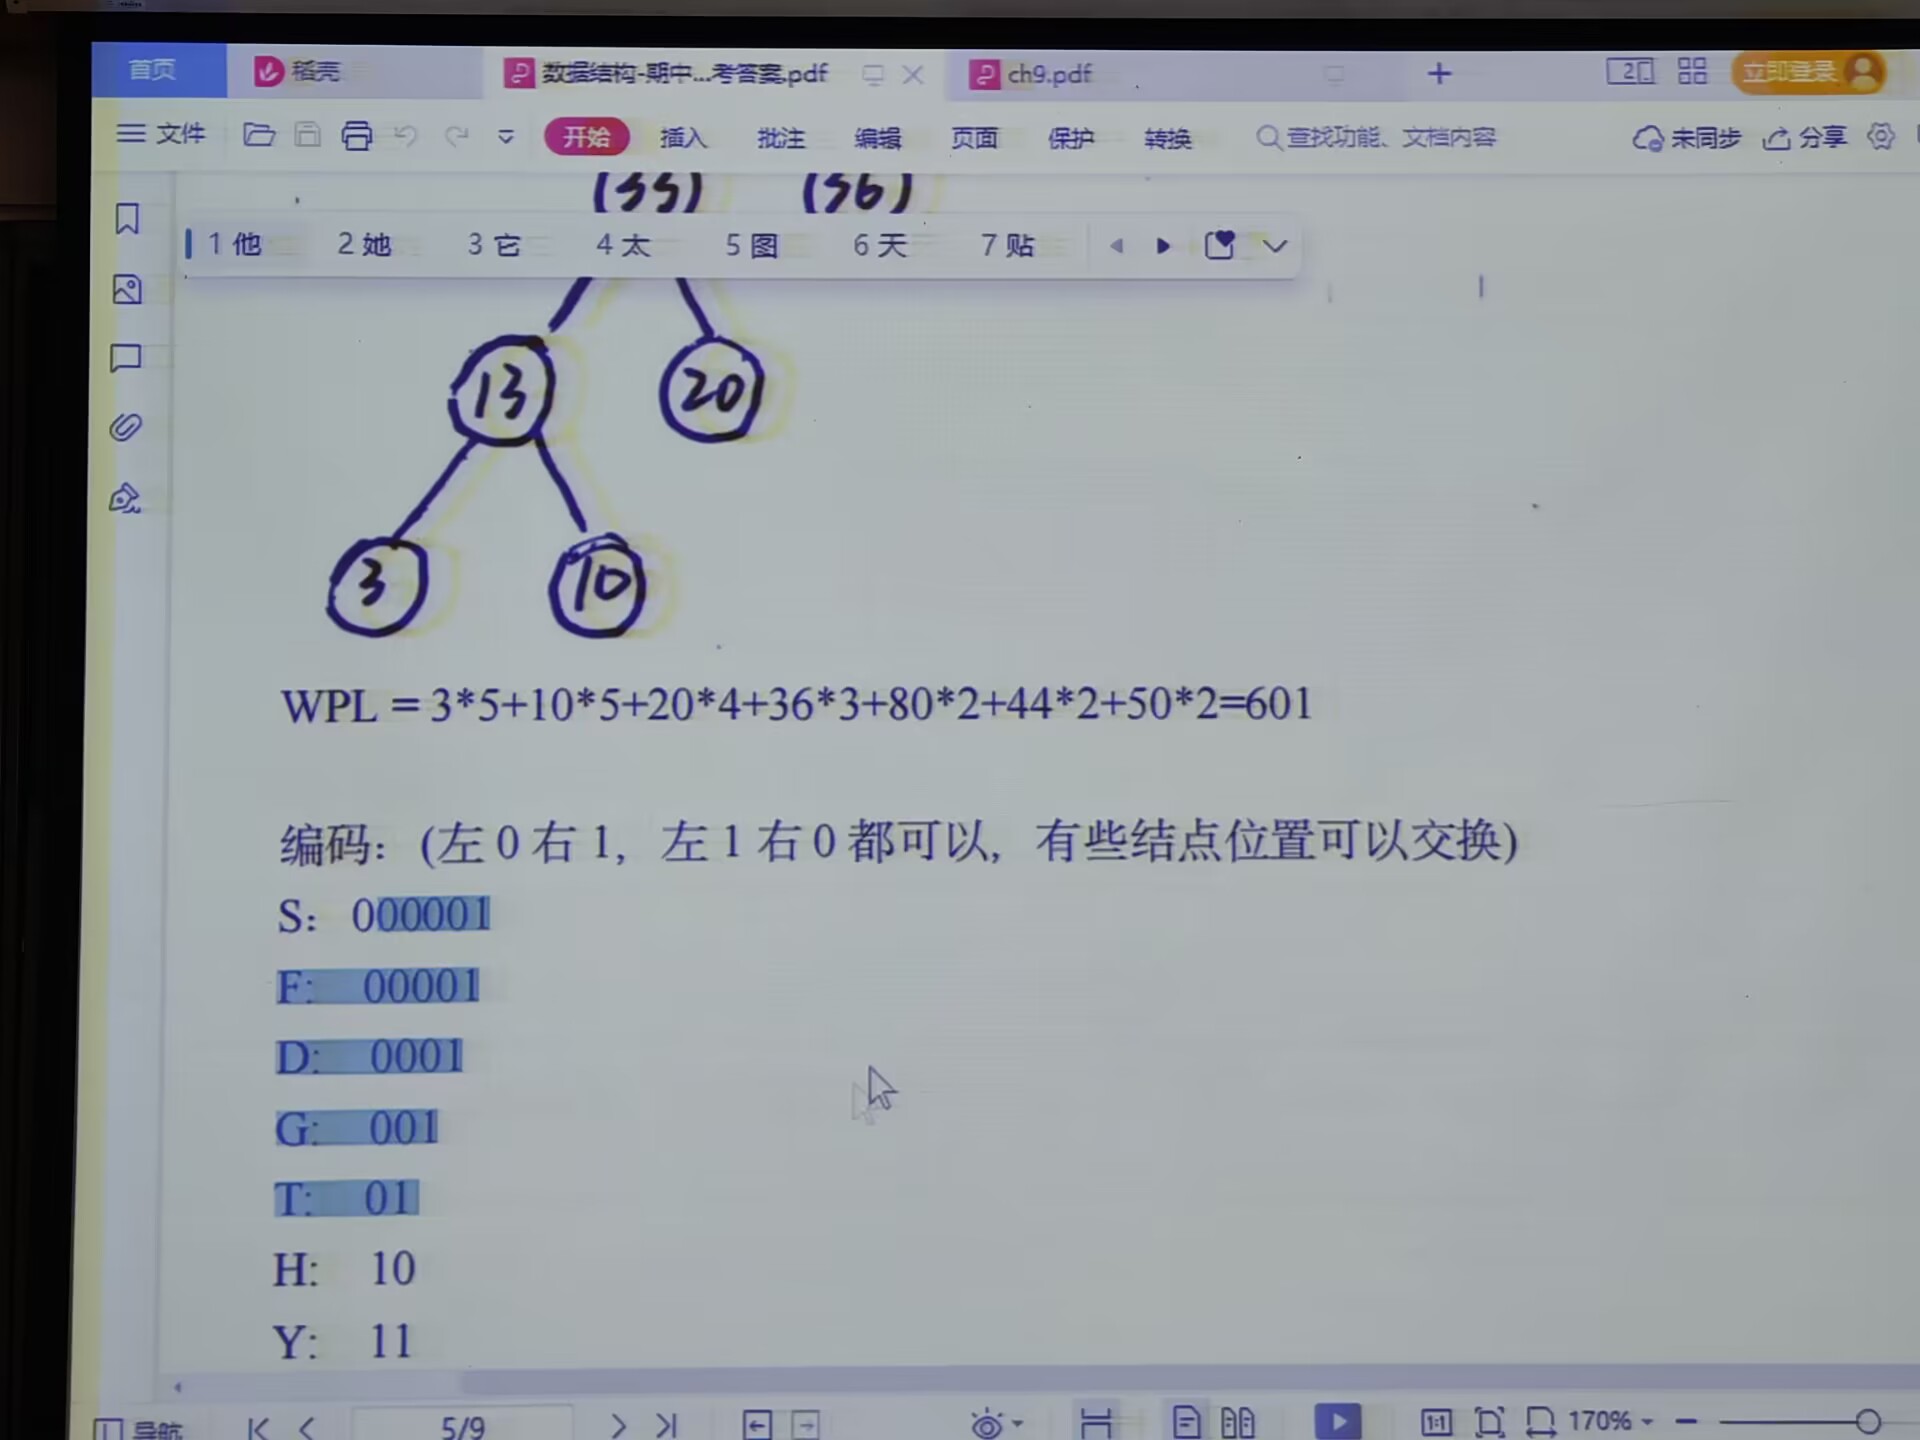 首页 稻壳 数据结构-期中...考答案.pdf ch9.pdf + 立即登录
文件 开始 插入 批注 编辑 页面 保护 转换 查找功能、文档内容 未同步 分享
(33) (36)
1 他 2 她 3 它 4 太 5 图 6 天 7 贴
13 20
3 10
WPL = 3*5+10*5+20*4+36*3+80*2+44*2+50*2=601
编码: (左 0 右 1, 左 1 右 0 都可以, 有些结点位置可以交换)
S: 000001
F: 00001
D: 0001
G: 001
T: 01
H: 10
Y: 11
导航 5/9 1:1 170%